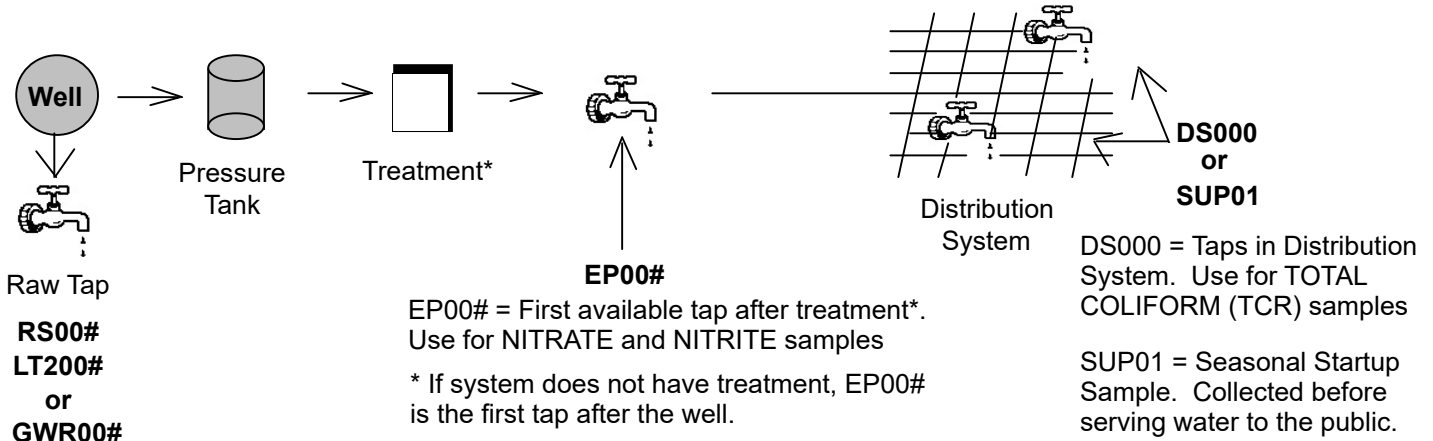 Well
Pressure
Tank
Treatment*
Raw Tap
RS00#
LT200#
or
GWR00#
EP00#
EP00# = First available tap after treatment*.
Use for NITRATE and NITRITE samples
* If system does not have treatment, EP00#
is the first tap after the well.
Distribution
System
DS000
or
SUP01
DS000 = Taps in Distribution
System. Use for TOTAL
COLIFORM (TCR) samples
SUP01 = Seasonal Startup
Sample. Collected before
serving water to the public.